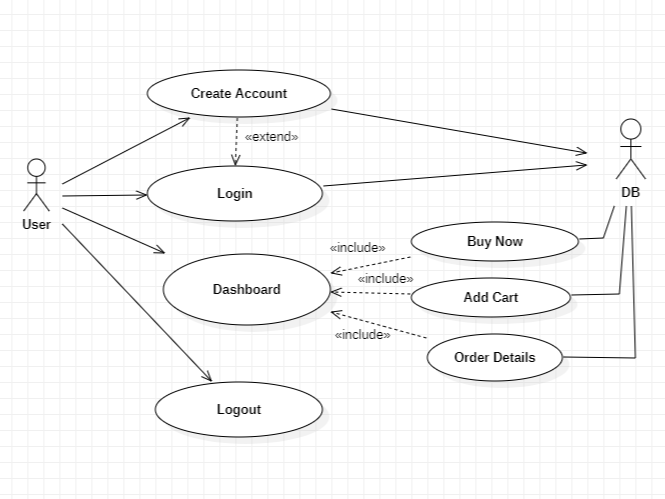 Create Account
«extend»
Login
User
DB
Buy Now
«include»
Dashboard
«include»
Add Cart
«include»
Order Details
Logout